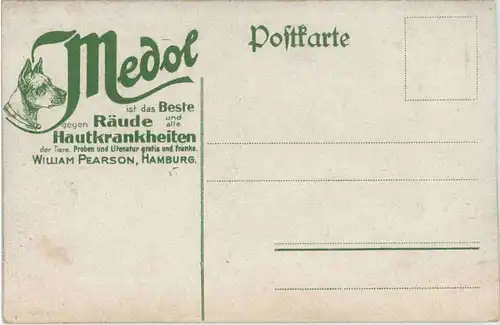 Medol
ist das Beste
gegen Räude und alle
Hautkrankheiten
der Tiere. Proben und Literatur gratis und franko.
WILLIAM PEARSON, HAMBURG.
Postkarte